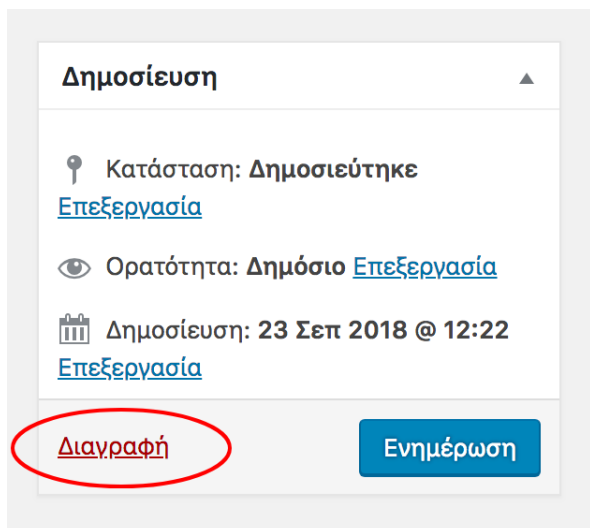 Δημοσίευση
Κατάσταση: Δημοσιεύτηκε
Επεξεργασία
Ορατότητα: Δημόσιο Επεξεργασία
Δημοσίευση: 23 Σεπ 2018 @ 12:22
Επεξεργασία
Διαγραφή Ενημέρωση